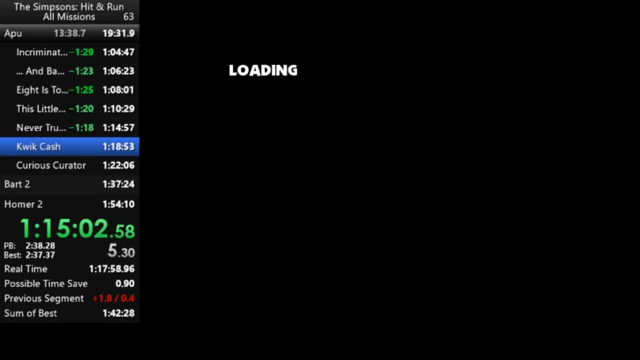 The Simpsons: Hit & Run
All Missions 63
Apu 13:38.7 19:31.9
Incriminat... −1:29 1:04:47
... And Ba... −1:23 1:06:23
Eight Is To... −1:25 1:08:01
This Little... −1:20 1:10:29
Never Tru... −1:18 1:14:57
Kwik Cash 1:18:53
Curious Curator 1:22:06
Bart 2 1:37:24
Homer 2 1:54:10
1:15:02.58
PB: 2:38.28
Best: 2:37.37 5.30
Real Time 1:17:58.96
Possible Time Save 0.90
Previous Segment +1.8 / 0.4
Sum of Best 1:42:28
LOADING